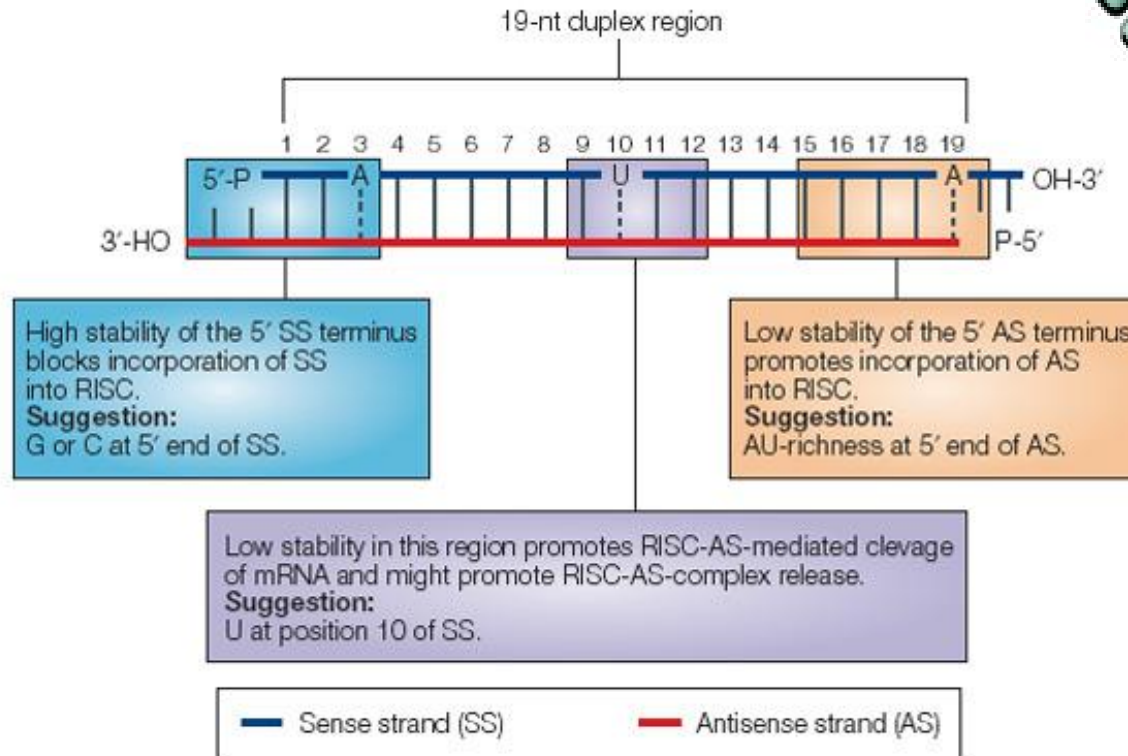 19-nt duplex region
1 2 3 4 5 6 7 8 9 10 11 12 13 14 15 16 17 18 19
5′-P A U A OH-3′
3′-HO P-5′
High stability of the 5′ SS terminus
blocks incorporation of SS
into RISC.
Suggestion:
G or C at 5′ end of SS.
Low stability of the 5′ AS terminus
promotes incorporation of AS
into RISC.
Suggestion:
AU-richness at 5′ end of AS.
Low stability in this region promotes RISC-AS-mediated clevage
of mRNA and might promote RISC-AS-complex release.
Suggestion:
U at position 10 of SS.
Sense strand (SS) Antisense strand (AS)